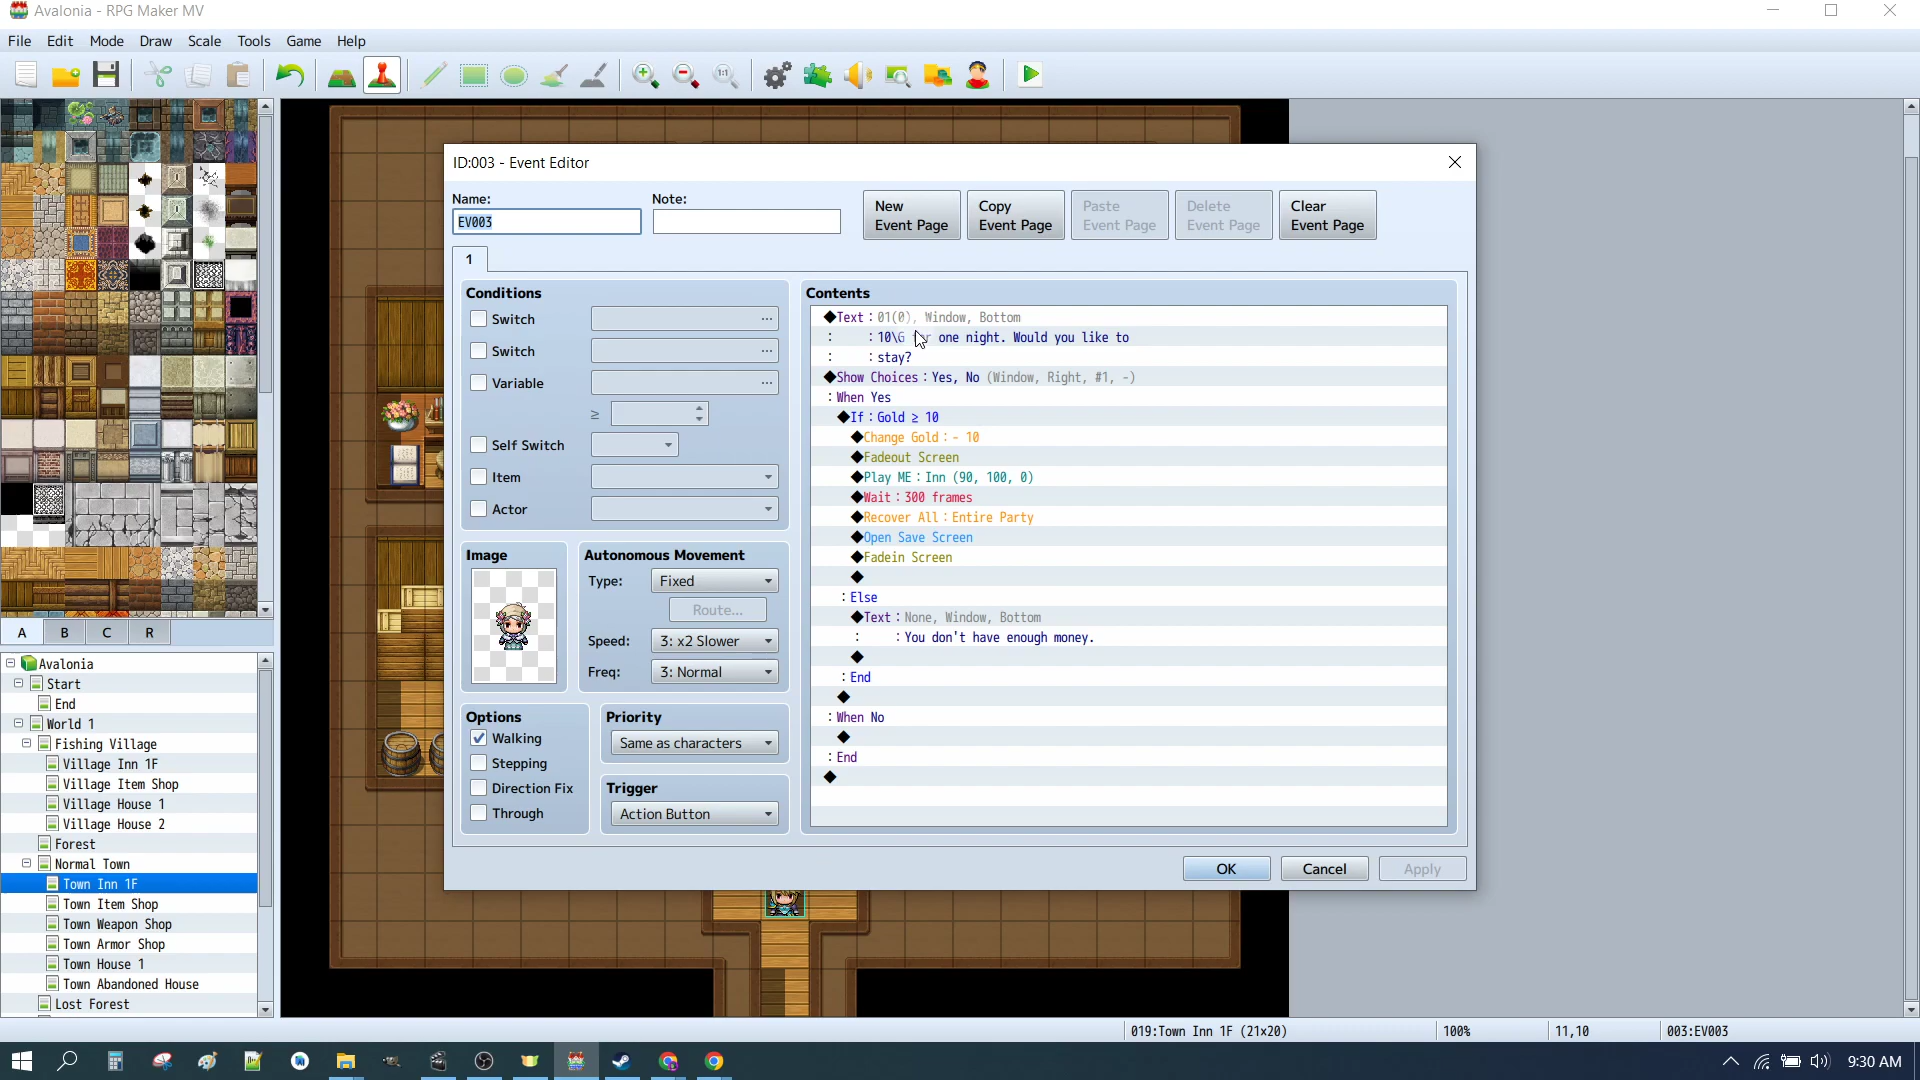 Avalonia - RPG Maker MV
File Edit Mode Draw Scale Tools Game Help
1:1
ID:003 - Event Editor
Name:
Note:
EV003
New
Event Page
Copy
Event Page
Paste
Event Page
Delete
Event Page
Clear
Event Page
1
Conditions
Switch ...
Switch ...
Variable ...
≥
Self Switch
Item
Actor
Image
Autonomous Movement
Type: Fixed
Route...
Speed: 3: x2 Slower
Freq: 3: Normal
Options
Walking
Stepping
Direction Fix
Through
Priority
Same as characters
Trigger
Action Button
Contents
◆Text : 01(0), Window, Bottom
: : 10\G one night. Would you like to
: : stay?
◆Show Choices : Yes, No (Window, Right, #1, -)
: When Yes
◆If : Gold ≥ 10
◆Change Gold : - 10
◆Fadeout Screen
◆Play ME : Inn (90, 100, 0)
◆Wait : 300 frames
◆Recover All : Entire Party
◆Open Save Screen
◆Fadein Screen
◆
: Else
◆Text : None, Window, Bottom
: : You don't have enough money.
◆
: End
◆
: When No
◆
: End
◆
OK Cancel Apply
A B C R
Avalonia
Start
End
World 1
Fishing Village
Village Inn 1F
Village Item Shop
Village House 1
Village House 2
Forest
Normal Town
Town Inn 1F
Town Item Shop
Town Weapon Shop
Town Armor Shop
Town House 1
Town Abandoned House
Lost Forest
019:Town Inn 1F (21x20) 100% 11,10 003:EV003
9:30 AM